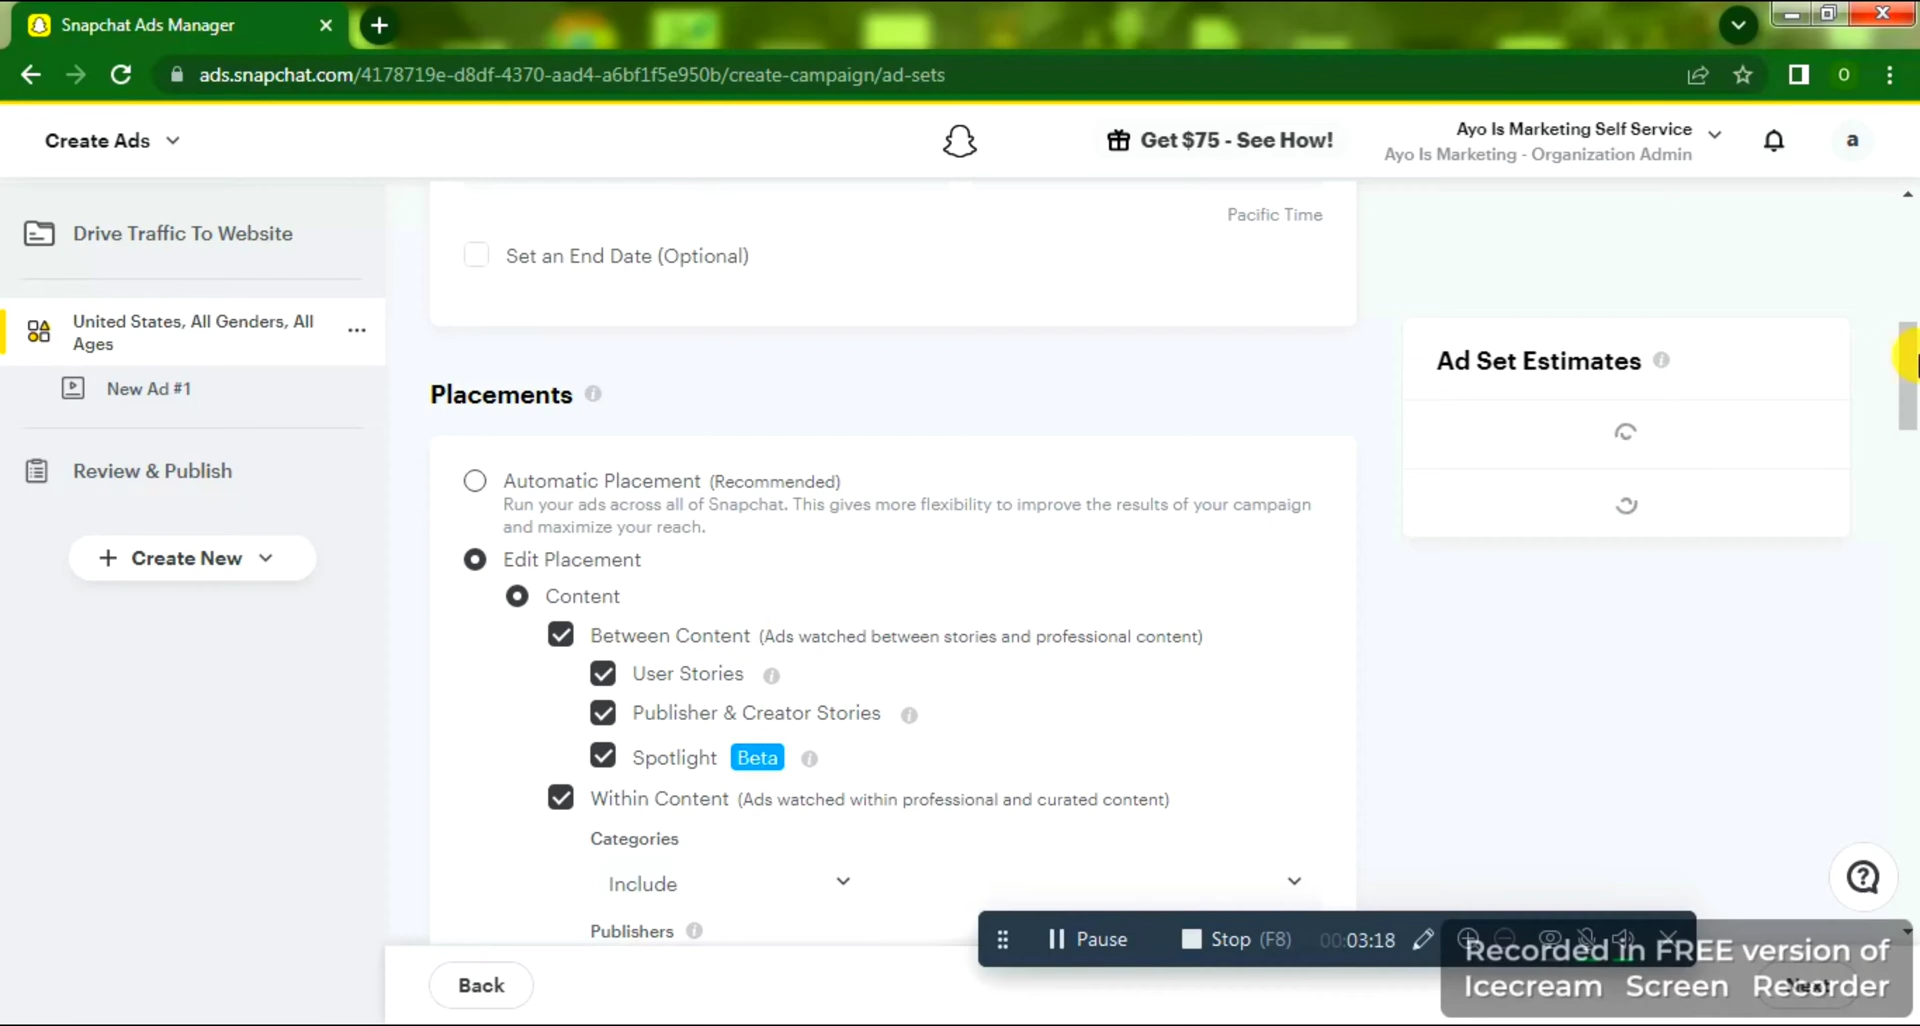 Snapchat Ads Manager
ads.snapchat.com/4178719e-d8df-4370-aad4-a6bf1f5e950b/create-campaign/ad-sets
O
Create Ads
Get $75 - See How!
Ayo Is Marketing Self Service
Ayo Is Marketing - Organization Admin
a
Drive Traffic To Website
United States, All Genders, All
Ages
New Ad #1
Review & Publish
Create New
Pacific Time
Set an End Date (Optional)
Placements
Automatic Placement (Recommended)
Run your ads across all of Snapchat. This gives more flexibility to improve the results of your campaign
and maximize your reach.
Edit Placement
Content
Between Content (Ads watched between stories and professional content)
User Stories
Publisher & Creator Stories
Spotlight Beta
Within Content (Ads watched within professional and curated content)
Categories
Include
Publishers
Ad Set Estimates
Back
Pause
Stop (F8)
00:03:18
Recorded in FREE version of
Icecream Screen Recorder